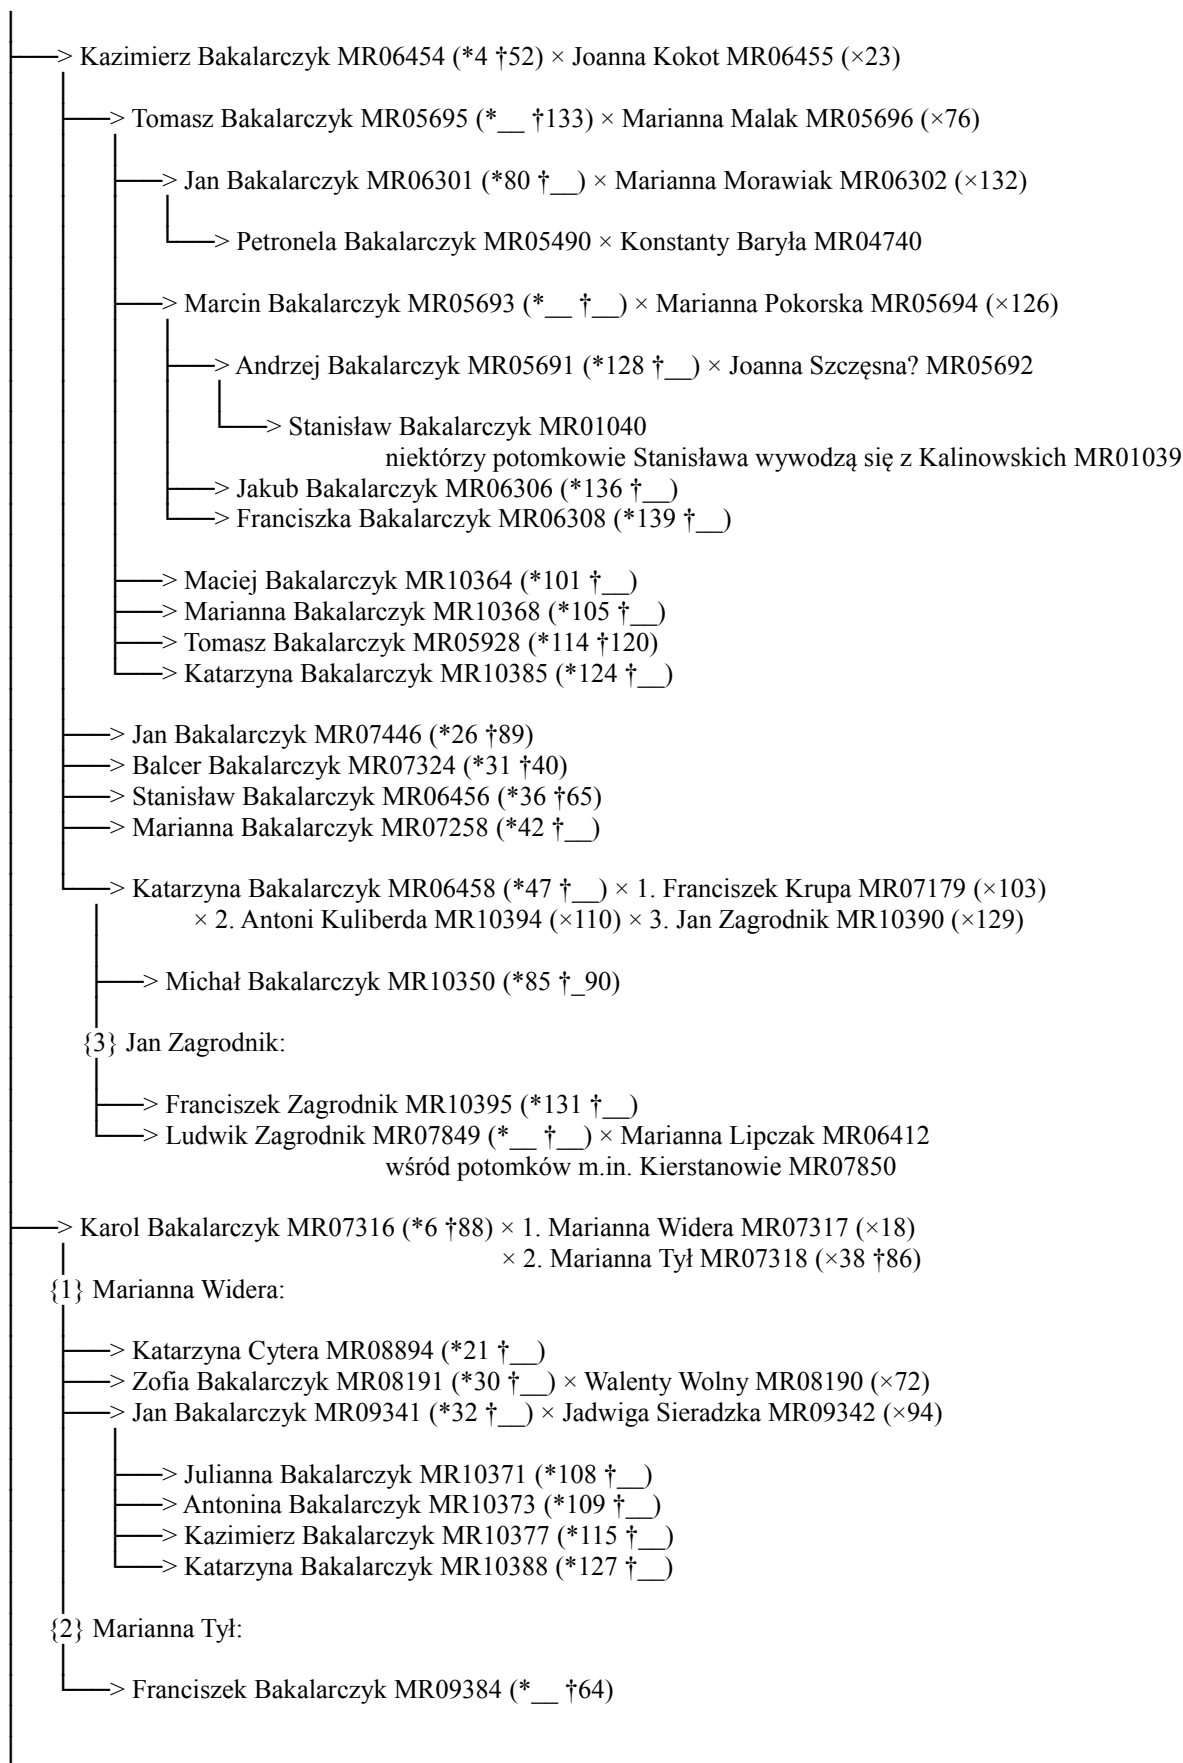 > Kazimierz Bakalarczyk MR06454 (*4 †52) × Joanna Kokot MR06455 (×23)
> Tomasz Bakalarczyk MR05695 (*__ †133) × Marianna Malak MR05696 (×76)
> Jan Bakalarczyk MR06301 (*80 †__) × Marianna Morawiak MR06302 (×132)
> Petronela Bakalarczyk MR05490 × Konstanty Baryła MR04740
> Marcin Bakalarczyk MR05693 (*__ †__) × Marianna Pokorska MR05694 (×126)
> Andrzej Bakalarczyk MR05691 (*128 †__) × Joanna Szczęsna? MR05692
> Stanisław Bakalarczyk MR01040
niektórzy potomkowie Stanisława wywodzą się z Kalinowskich MR01039
> Jakub Bakalarczyk MR06306 (*136 †__)
> Franciszka Bakalarczyk MR06308 (*139 †__)
> Maciej Bakalarczyk MR10364 (*101 †__)
> Marianna Bakalarczyk MR10368 (*105 †__)
> Tomasz Bakalarczyk MR05928 (*114 †120)
> Katarzyna Bakalarczyk MR10385 (*124 †__)
> Jan Bakalarczyk MR07446 (*26 †89)
> Balcer Bakalarczyk MR07324 (*31 †40)
> Stanisław Bakalarczyk MR06456 (*36 †65)
> Marianna Bakalarczyk MR07258 (*42 †__)
> Katarzyna Bakalarczyk MR06458 (*47 †__) × 1. Franciszek Krupa MR07179 (×103)
× 2. Antoni Kuliberda MR10394 (×110) × 3. Jan Zagrodnik MR10390 (×129)
> Michał Bakalarczyk MR10350 (*85 †_90)
{3} Jan Zagrodnik:
> Franciszek Zagrodnik MR10395 (*131 †__)
> Ludwik Zagrodnik MR07849 (*__ †__) × Marianna Lipczak MR06412
wśród potomków m.in. Kierstanowie MR07850
> Karol Bakalarczyk MR07316 (*6 †88) × 1. Marianna Widera MR07317 (×18)
× 2. Marianna Tył MR07318 (×38 †86)
{1} Marianna Widera:
> Katarzyna Cytera MR08894 (*21 †__)
> Zofia Bakalarczyk MR08191 (*30 †__) × Walenty Wolny MR08190 (×72)
> Jan Bakalarczyk MR09341 (*32 †__) × Jadwiga Sieradzka MR09342 (×94)
> Julianna Bakalarczyk MR10371 (*108 †__)
> Antonina Bakalarczyk MR10373 (*109 †__)
> Kazimierz Bakalarczyk MR10377 (*115 †__)
> Katarzyna Bakalarczyk MR10388 (*127 †__)
{2} Marianna Tył:
> Franciszek Bakalarczyk MR09384 (*__ †64)